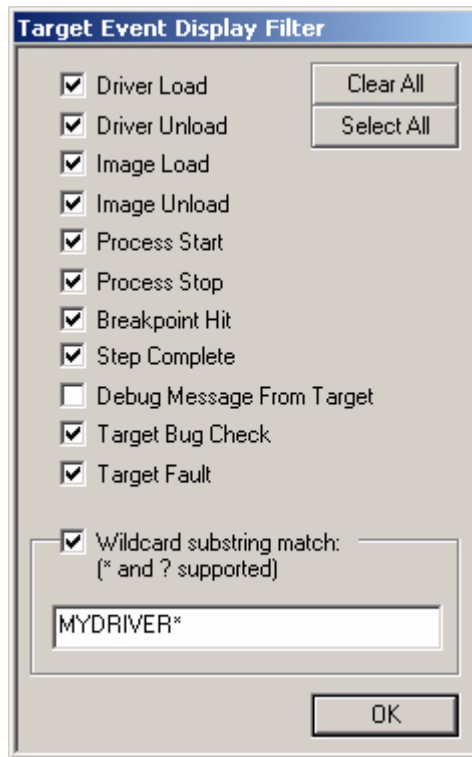 Target Event Display Filter
Driver Load
Clear All
Driver Unload
Select All
Image Load
Image Unload
Process Start
Process Stop
Breakpoint Hit
Step Complete
Debug Message From Target
Target Bug Check
Target Fault
Wildcard substring match:
(* and ? supported)
MYDRIVER*
OK